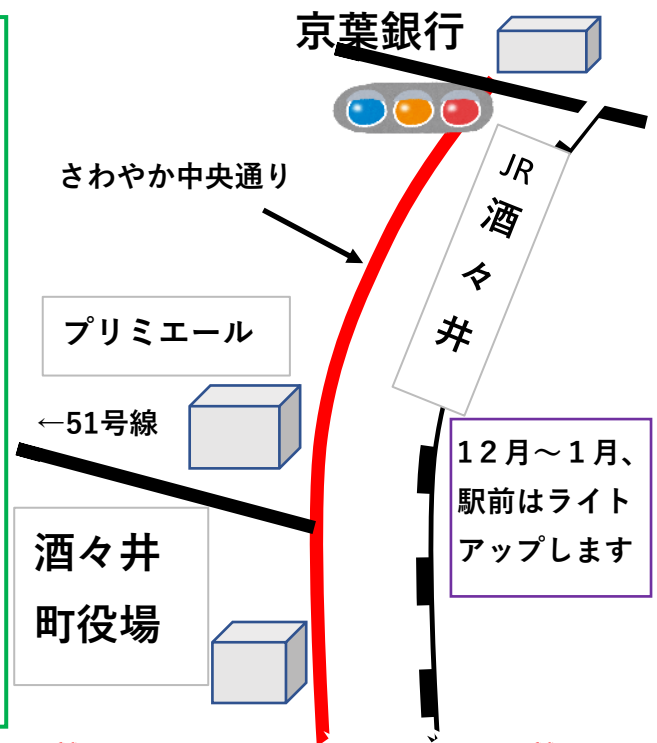 京葉銀行
さわやか中央通り
JR
酒々井
プリミエール
←51号線
12月～1月、
駅前はライト
アップします
酒々井
町役場